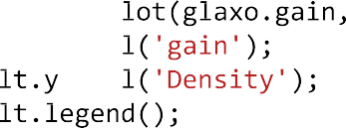 lot(glaxo.gain,
l('gain');
lt.y l('Density');
lt.legend();